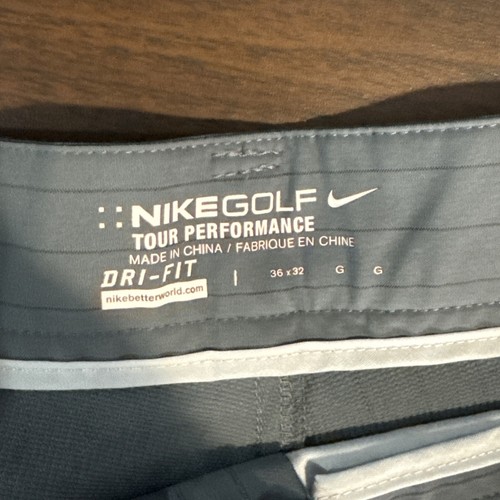 NIKEGOLF
TOUR PERFORMANCE
MADE IN CHINA / FABRIQUE EN CHINE
DRI-FIT | 36 x 32 G G
nikebetterworld.com